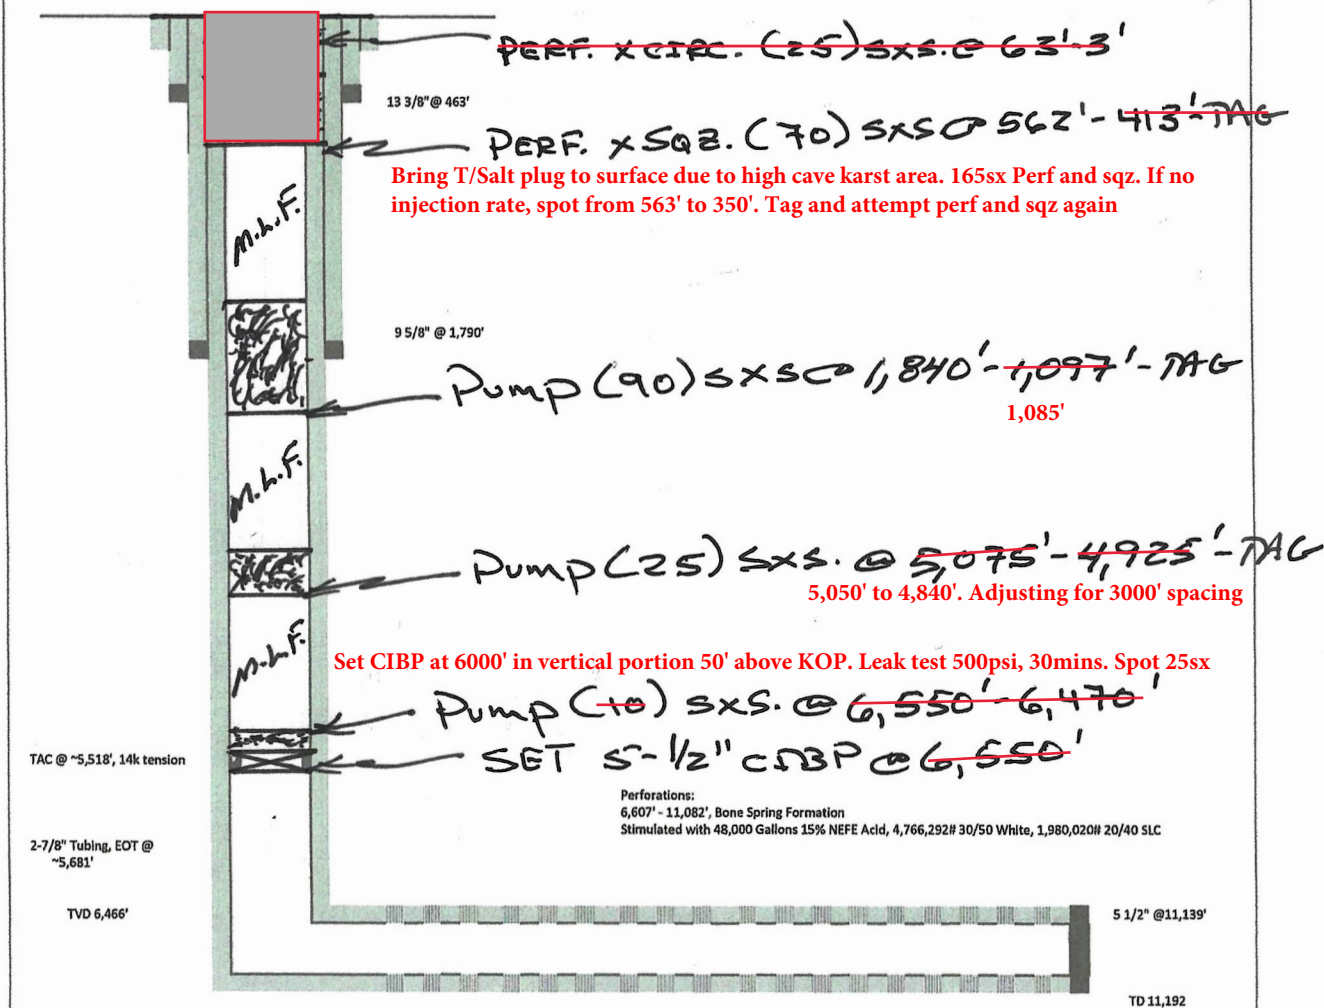 PERF. X CIRC. (25) SXS. @ 63'-3'
13 3/8"@ 463'
PERF. X SQZ. (70) SXS @ 562'-413'-TAG
Bring T/Salt plug to surface due to high cave karst area. 165sx Perf and sqz. If no
injection rate, spot from 563' to 350'. Tag and attempt perf and sqz again
M.L.F.
9 5/8" @ 1,790'
Pump (90) SXS @ 1,840'-1,097'-TAG
1,085'
M.L.F.
Pump (25) SXS. @ 5,075'-4,925'-TAG
5,050' to 4,840'. Adjusting for 3000' spacing
M.L.F.
Set CIBP at 6000' in vertical portion 50' above KOP. Leak test 500psi, 30mins. Spot 25sx
Pump (10) SXS. @ 6,550'-6,470'
TAC @ ~5,518', 14k tension
SET 5-1/2" CIBP @ 6,550'
Perforations:
6,607' - 11,082', Bone Spring Formation
Stimulated with 48,000 Gallons 15% NEFE Acid, 4,766,292# 30/50 White, 1,980,020# 20/40 SLC
2-7/8" Tubing, EOT @
~5,681'
TVD 6,466'
5 1/2" @11,139'
TD 11,192